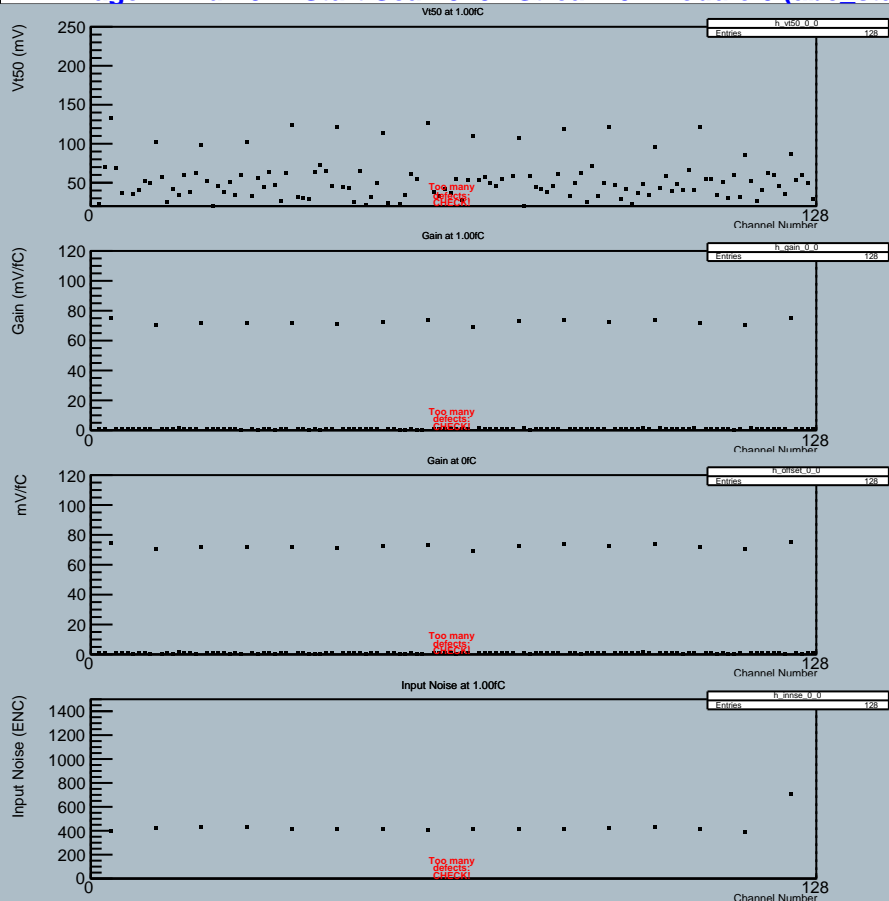 Vt50 at 1.00fC
h_vt50_0_0
Entries 128
Vt50 (mV)
250
200
150
100
50
0
128
Too many
defects:
CHECK!
Channel Number
Gain at 1.00fC
h_gain_0_0
Entries 128
Gain (mV/fC)
120
100
80
60
40
20
0
0
128
Too many
defects:
CHECK!
Channel Number
Gain at 0fC
h_offset_0_0
Entries 128
mV/fC
120
100
80
60
40
20
0
0
128
Too many
defects:
CHECK!
Channel Number
Input Noise at 1.00fC
h_innse_0_0
Entries 128
Input Noise (ENC)
1400
1200
1000
800
600
400
200
0
0
128
Too many
defects:
CHECK!
Channel Number